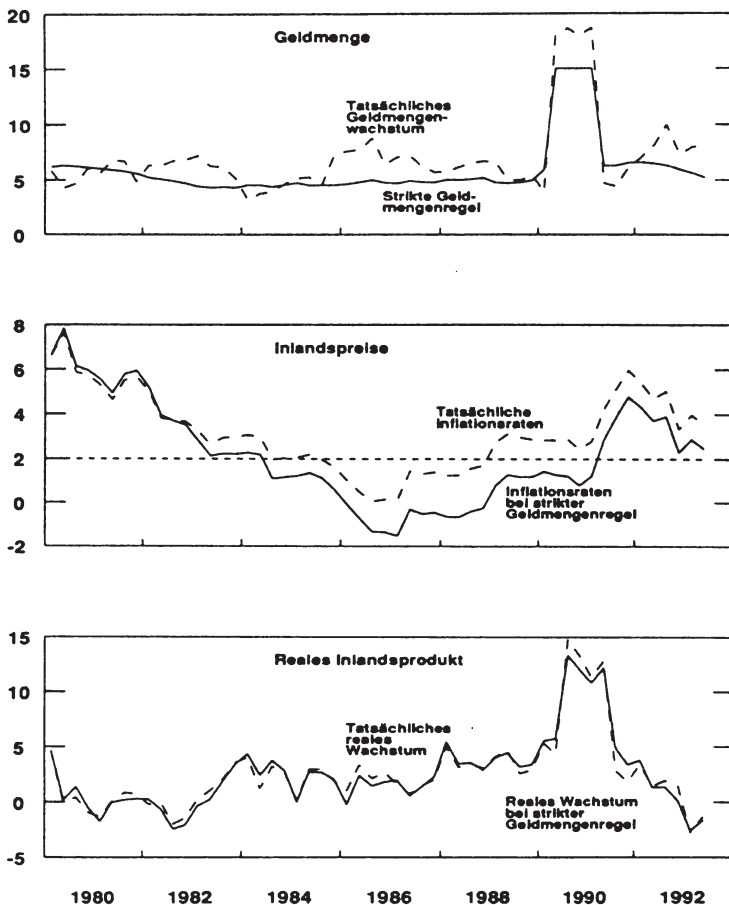 20
Geldmenge
15
Tatsächliches
Geldmengen-
wachstum
10
5
Strikte Geld-
mengenregel
0
8
Inlandspreise
6
4
Tatsächliche
Inflationsraten
2
0
Inflationsraten
bei strikter
Geldmengenregel
-2
15
Reales Inlandsprodukt
10
Tatsächliches
reales
Wachstum
5
0
Reales Wachstum
bei strikter
Geldmengenregel
-5
1980 1982 1984 1986 1988 1990 1992